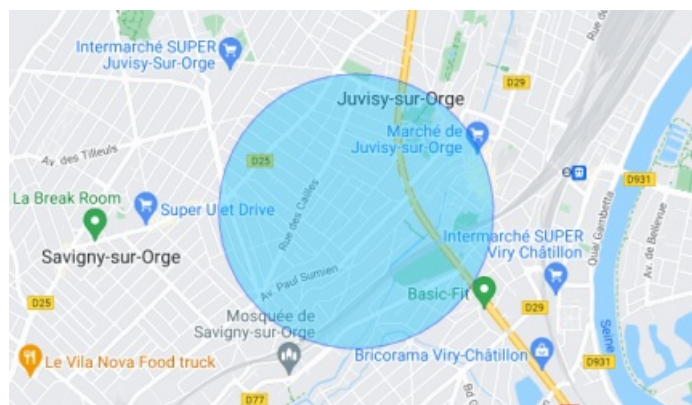 Rue de
Intermarché SUPER
Juvisy-Sur-Orge
D29
Juvisy-sur-Orge
Marché de
Juvisy-sur-Orge
Av. des Tilleuls
D25
D931
La Break Room
Super U et Drive
Rue des Cailles
Quai Gambetta
Av. de Bellevue
Savigny-sur-Orge
Intermarché SUPER
Viry Châtillon
Av. Paul Sumien
Basic-Fit
D25
D29
Mosquée de
Savigny-sur-Orge
Seine
Le Vila Nova Food truck
Bricorama Viry-Châtillon
D931
D77
Bd